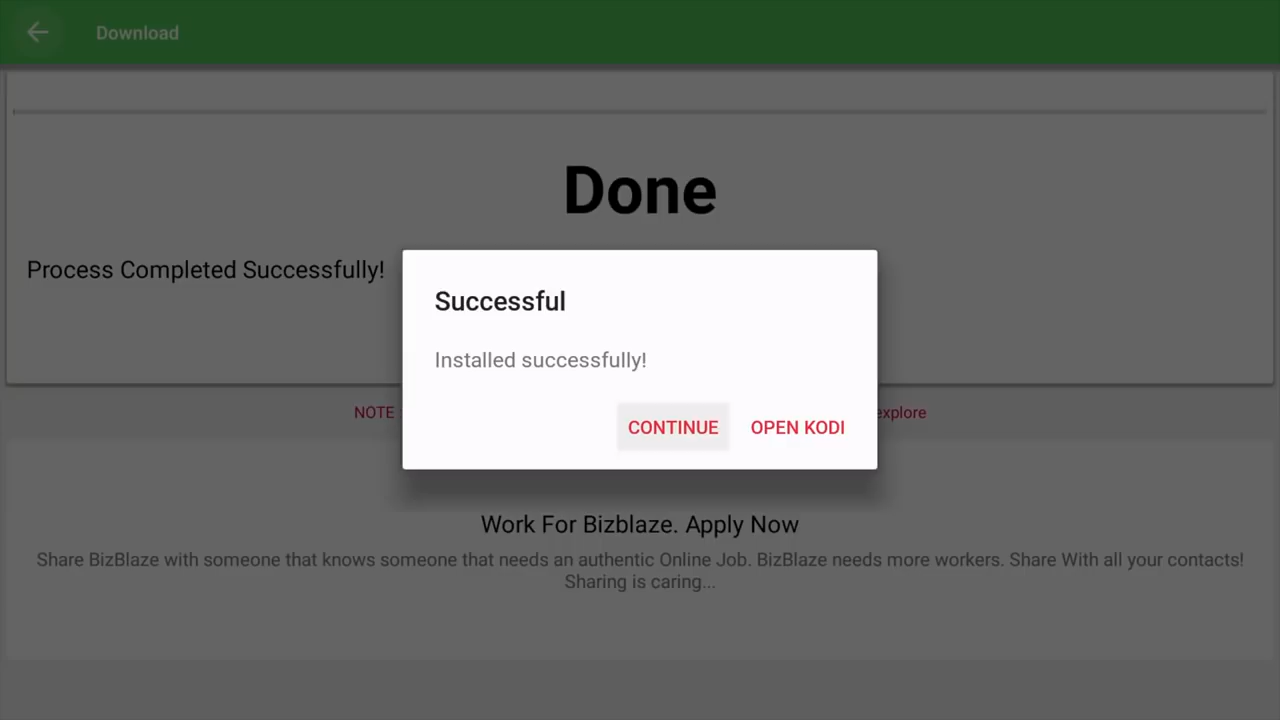 Download
Done
Process Completed Successfully!
Successful
Installed successfully!
CONTINUE OPEN KODI
NOTE explore
Work For Bizblaze. Apply Now
Share BizBlaze with someone that knows someone that needs an authentic Online Job. BizBlaze needs more workers. Share With all your contacts!
Sharing is caring...